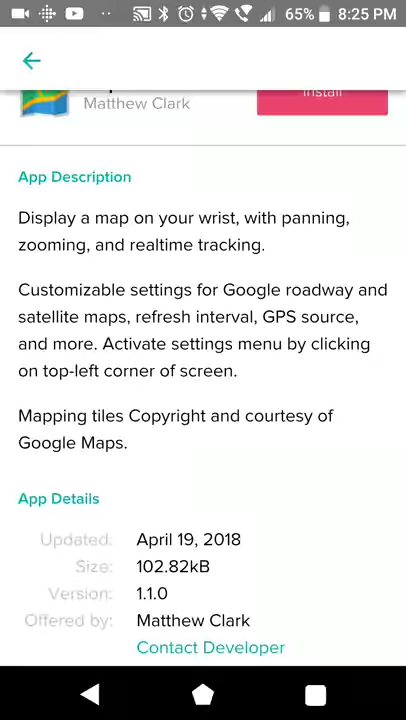 65% 8:25 PM
Matthew Clark
Install
App Description
Display a map on your wrist, with panning,
zooming, and realtime tracking.
Customizable settings for Google roadway and
satellite maps, refresh interval, GPS source,
and more. Activate settings menu by clicking
on top-left corner of screen.
Mapping tiles Copyright and courtesy of
Google Maps.
App Details
Updated: April 19, 2018
Size: 102.82kB
Version: 1.1.0
Offered by: Matthew Clark
Contact Developer